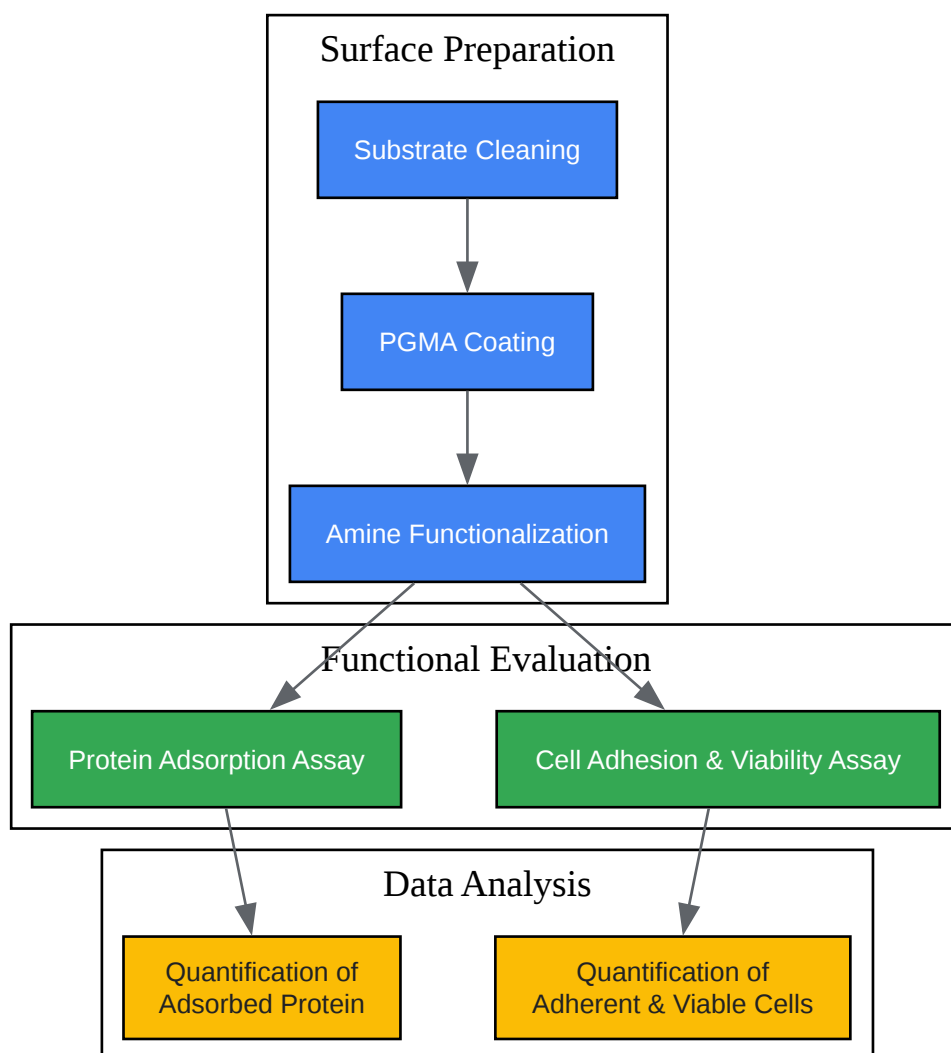 Surface Preparation
Substrate Cleaning
PGMA Coating
Amine Functionalization
Functional Evaluation
Protein Adsorption Assay
Cell Adhesion & Viability Assay
Data Analysis
Quantification of
Adsorbed Protein
Quantification of
Adherent & Viable Cells